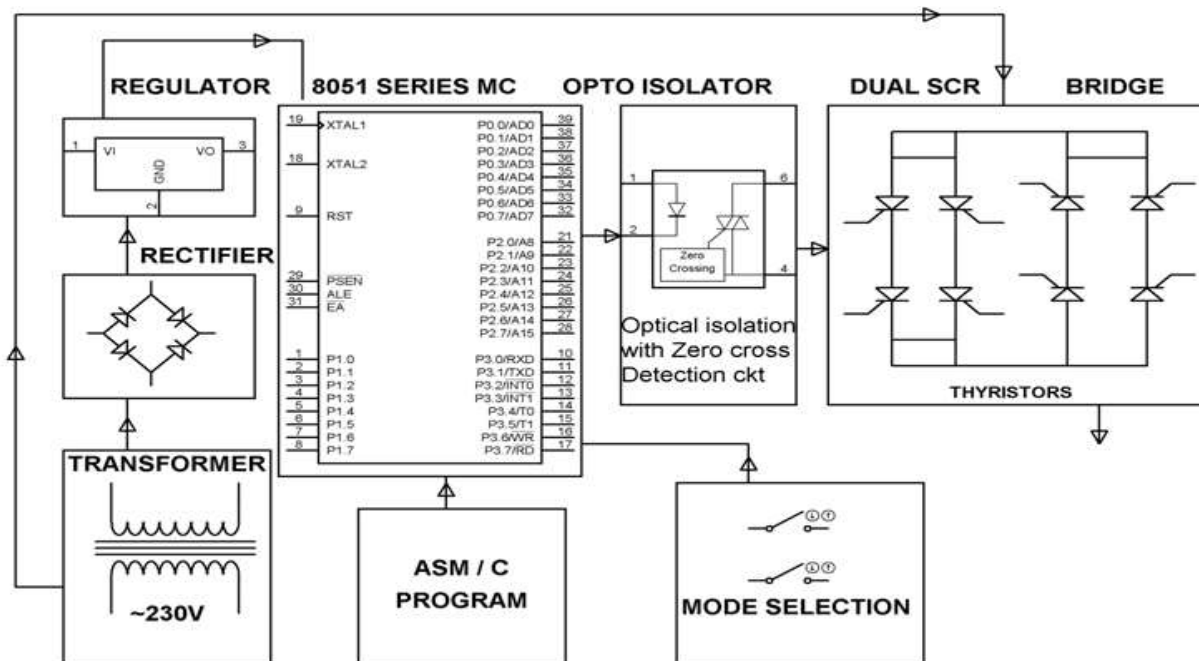 REGULATOR
8051 SERIES MC
OPTO ISOLATOR
DUAL SCR
BRIDGE
1
VI
VO
3
GND
2
RECTIFIER
TRANSFORMER
~230V
19
XTAL1
18
XTAL2
9
RST
29
PSEN
30
ALE
31
EA
1
P1.0
2
P1.1
3
P1.2
4
P1.3
5
P1.4
6
P1.5
7
P1.6
8
P1.7
P0.0/AD0
39
P0.1/AD1
38
P0.2/AD2
37
P0.3/AD3
36
P0.4/AD4
35
P0.5/AD5
34
P0.6/AD6
33
P0.7/AD7
32
P2.0/A8
21
P2.1/A9
22
P2.2/A10
23
P2.3/A11
24
P2.4/A12
25
P2.5/A13
26
P2.6/A14
27
P2.7/A15
28
P3.0/RXD
10
P3.1/TXD
11
P3.2/INT0
12
P3.3/INT1
13
P3.4/T0
14
P3.5/T1
15
P3.6/WR
16
P3.7/RD
17
1
6
2
Zero
Crossing
4
Optical isolation
with Zero cross
Detection ckt
THYRISTORS
ASM / C
PROGRAM
MODE SELECTION